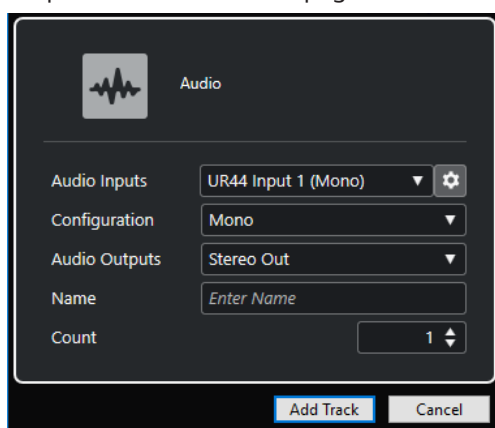 Audio
Audio Inputs UR44 Input 1 (Mono)
Configuration Mono
Audio Outputs Stereo Out
Name Enter Name
Count 1
Add Track Cancel